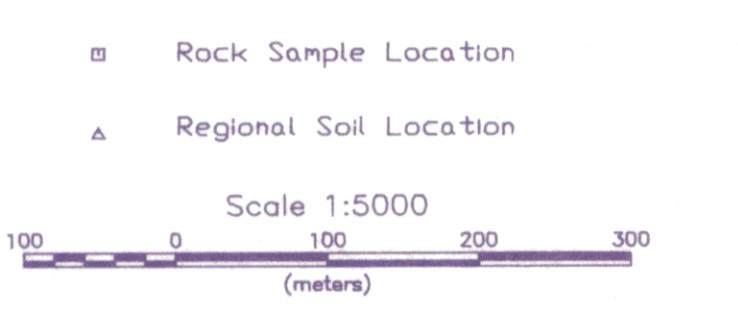 Rock Sample Location
Regional Soil Location
Scale 1:5000
100 0 100 200 300
(meters)